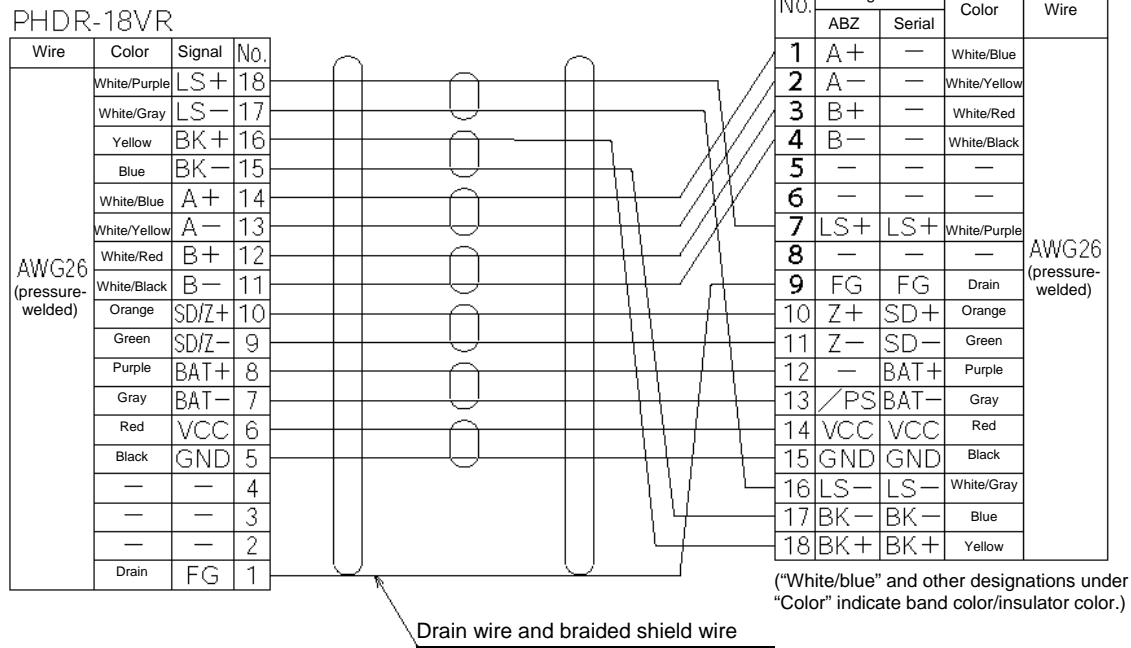 PHDR-18VR
Wire Color Signal No.
White/Purple LS+ 18
White/Gray LS− 17
Yellow BK+ 16
Blue BK− 15
White/Blue A+ 14
White/Yellow A− 13
White/Red B+ 12
White/Black B− 11
Orange SD/Z+ 10
Green SD/Z− 9
Purple BAT+ 8
Gray BAT− 7
Red VCC 6
Black GND 5
— — 4
— — 3
— — 2
Drain FG 1
AWG26
(pressure-
welded)
No. Color Wire
ABZ Serial
1 A+ — White/Blue
2 A− — White/Yellow
3 B+ — White/Red
4 B− — White/Black
5 — — —
6 — — —
7 LS+ LS+ White/Purple
8 — — —
9 FG FG Drain
10 Z+ SD+ Orange
11 Z− SD− Green
12 — BAT+ Purple
13 /PS BAT− Gray
14 VCC VCC Red
15 GND GND Black
16 LS− LS− White/Gray
17 BK− BK− Blue
18 BK+ BK+ Yellow
AWG26
(pressure-
welded)
(“White/blue” and other designations under
“Color” indicate band color/insulator color.)
Drain wire and braided shield wire